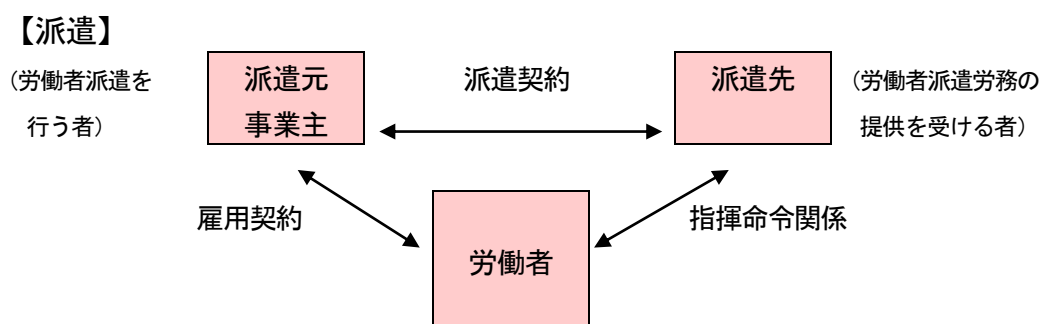 【派遣】
（労働者派遣を
行う者）
派遣元
事業主
派遣契約
派遣先
（労働者派遣労務の
提供を受ける者）
雇用契約
指揮命令関係
労働者